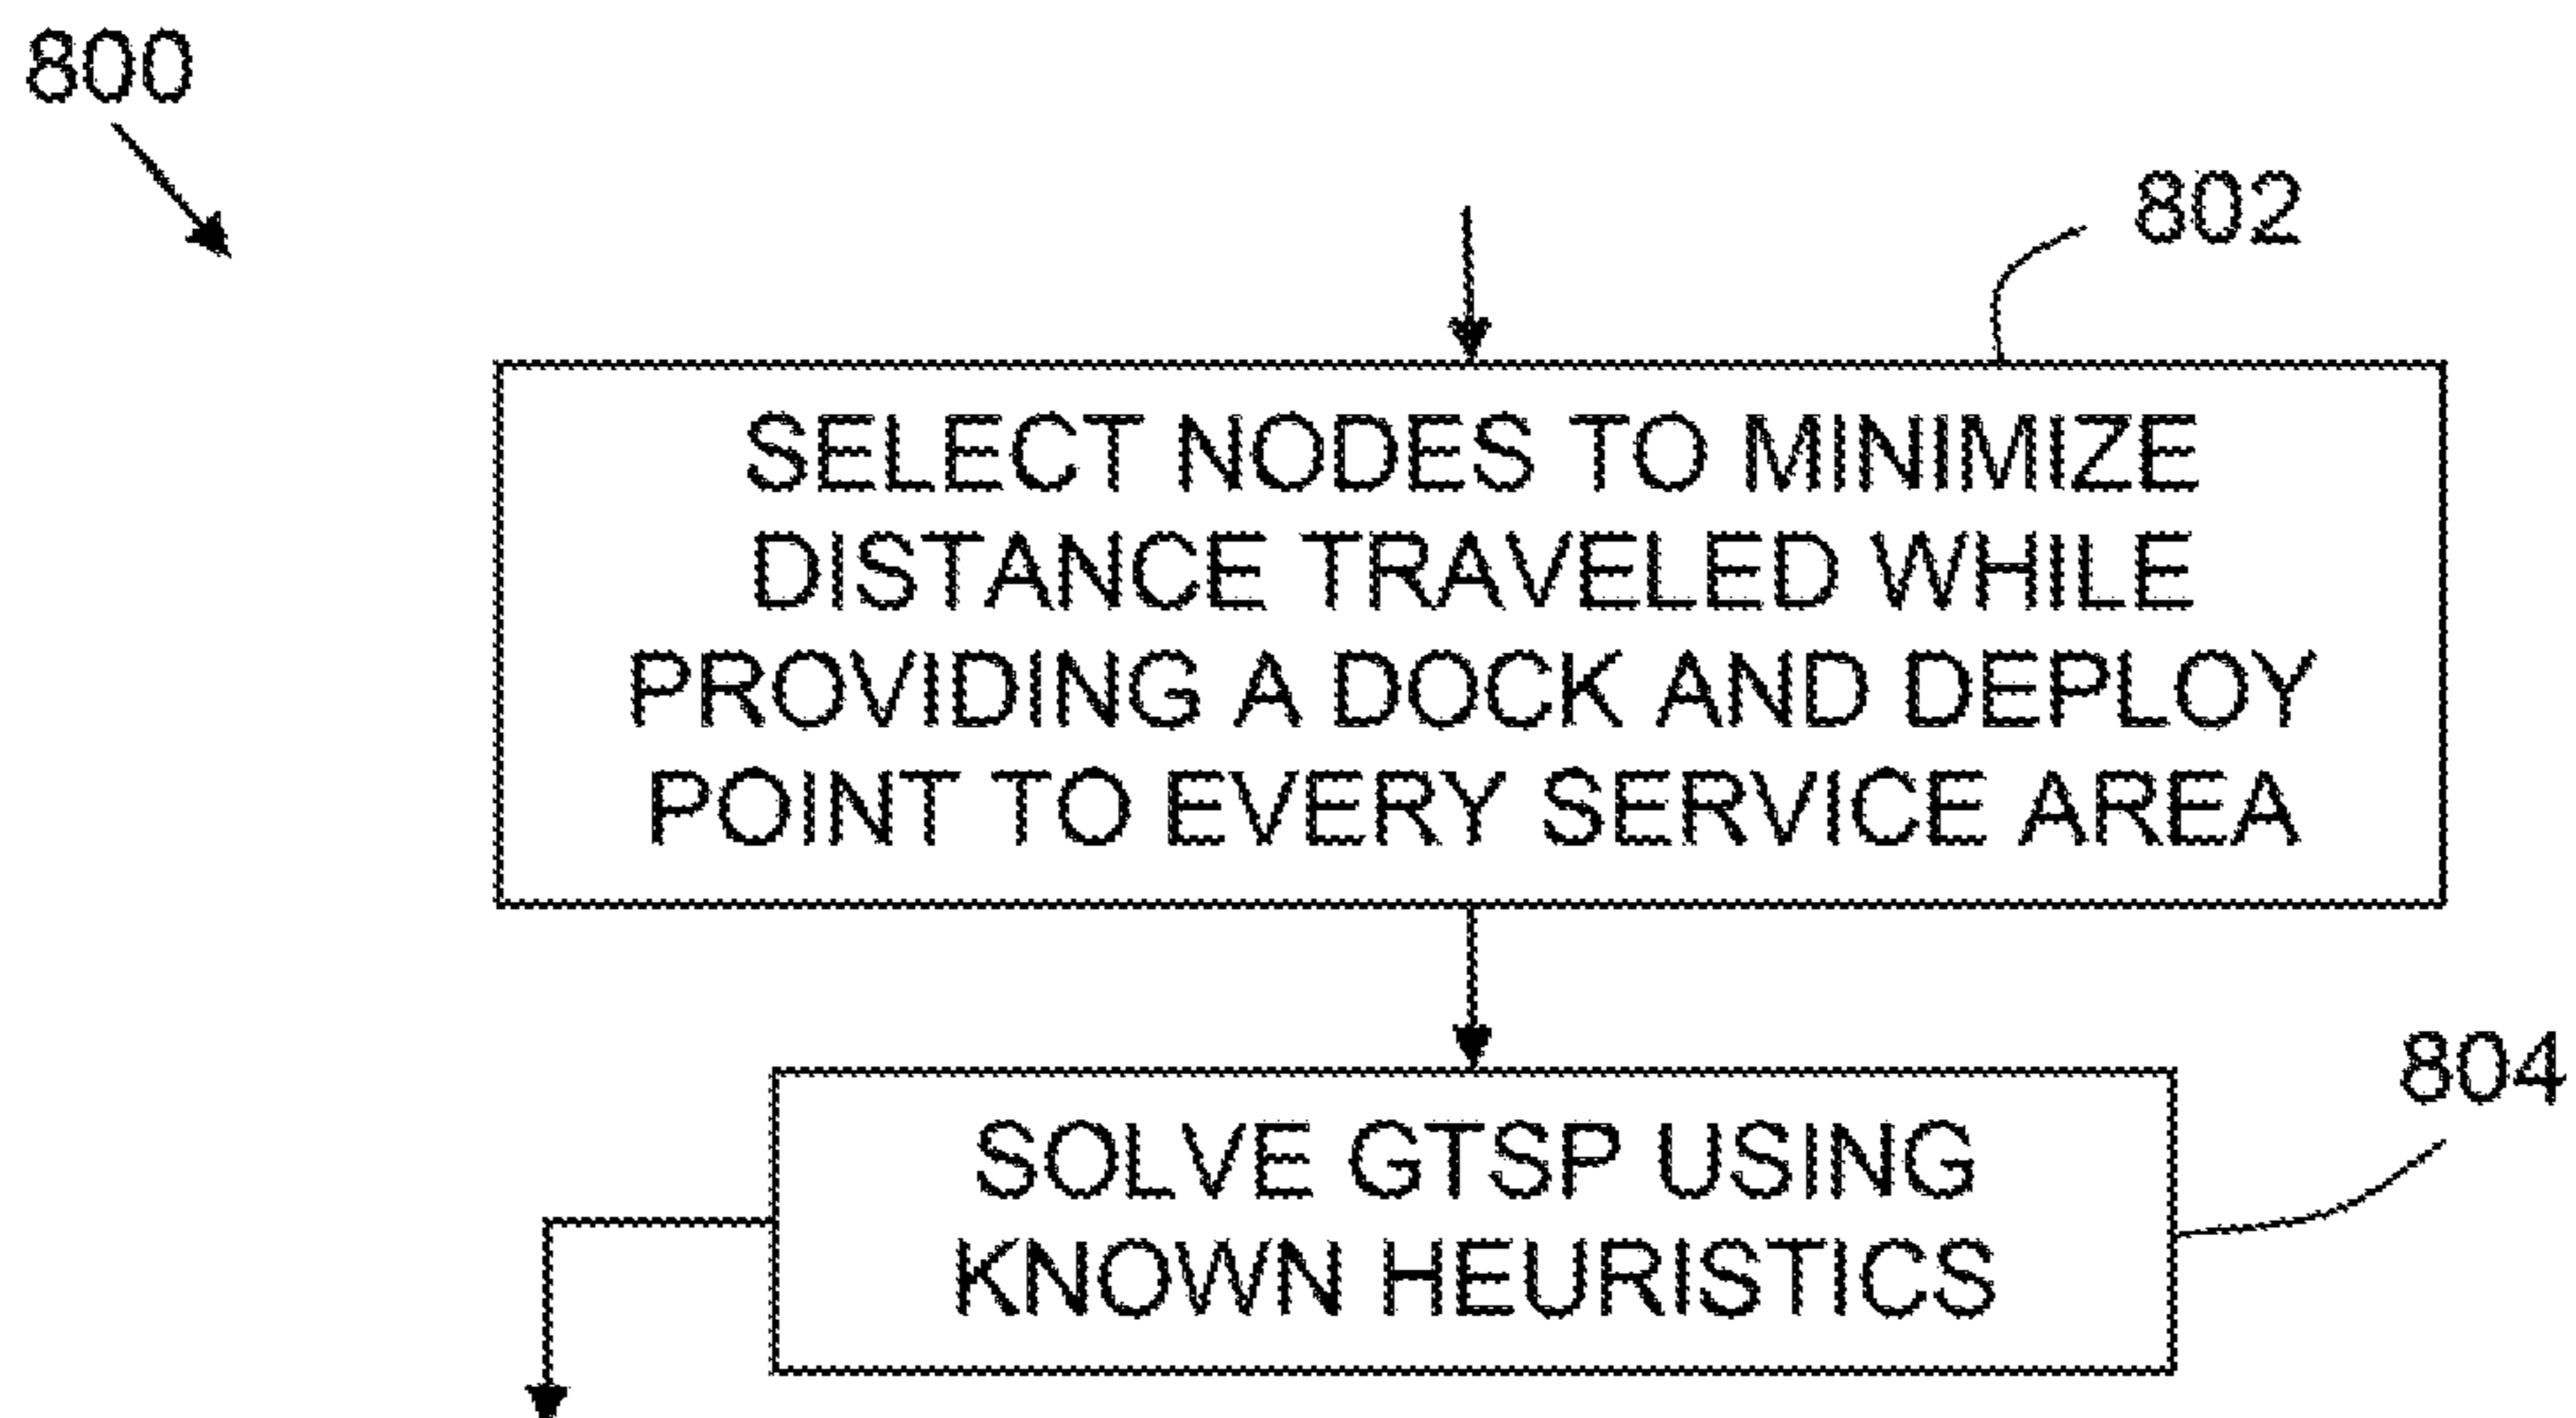 800
802
SELECT NODES TO MINIMIZE
DISTANCE TRAVELED WHILE
PROVIDING A DOCK AND DEPLOY
POINT TO EVERY SERVICE AREA
804
SOLVE GTSP USING
KNOWN HEURISTICS